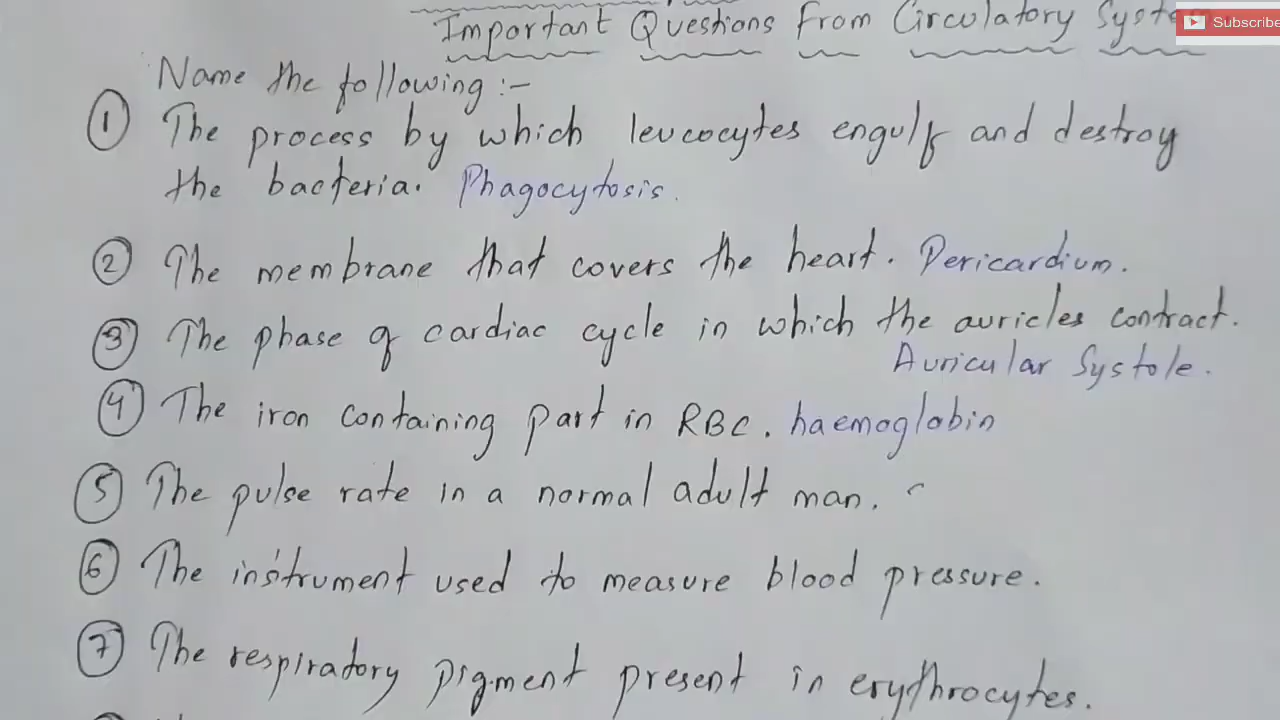 Important Questions from Circulatory System
Subscribe
Name the following :-
1 The process by which leucocytes engulf and destroy
the bacteria. Phagocytosis.
2 The membrane that covers the heart. Pericardium.
3 The phase of cardiac cycle in which the auricles contract.
Auricular Systole.
4 The iron containing part in RBC. haemoglobin
5 The pulse rate in a normal adult man.
6 The instrument used to measure blood pressure.
7 The respiratory pigment present in erythrocytes.